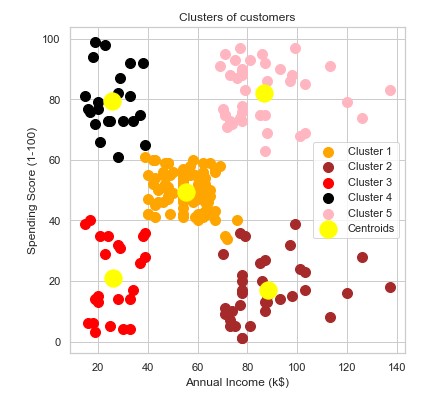 Clusters of customers
100
80
60
40
20
0
Spending Score (1-100)
Cluster 1
Cluster 2
Cluster 3
Cluster 4
Cluster 5
Centroids
20 40 60 80 100 120 140
Annual Income (k$)